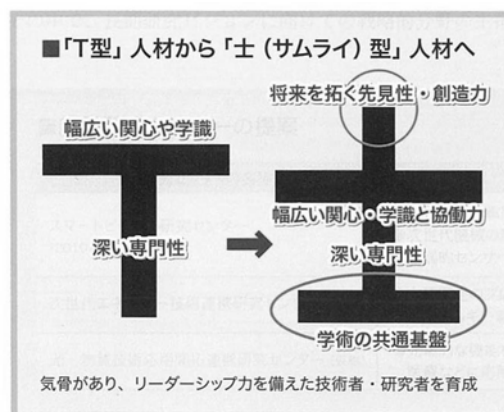 ■「T型」人材から「士（サムライ）型」人材へ
将来を拓く先見性・創造力
幅広い関心や学識
幅広い関心・学識と協働力
深い専門性
深い専門性
学術の共通基盤
気骨があり、リーダーシップ力を備えた技術者・研究者を育成